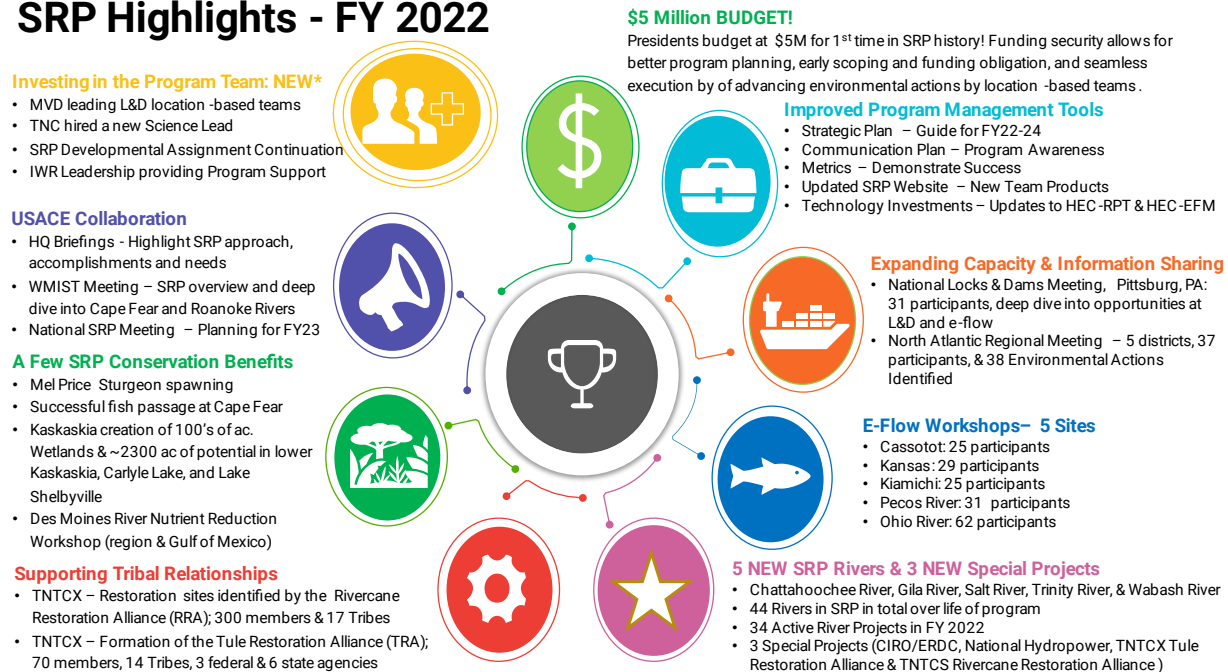 SRP Highlights - FY 2022
Investing in the Program Team: NEW*
• MVD leading L&D location -based teams
• TNC hired a new Science Lead
• SRP Developmental Assignment Continuation
• IWR Leadership providing Program Support
USACE Collaboration
• HQ Briefings - Highlight SRP approach,
accomplishments and needs
• WMIST Meeting – SRP overview and deep
dive into Cape Fear and Roanoke Rivers
• National SRP Meeting – Planning for FY23
A Few SRP Conservation Benefits
• Mel Price Sturgeon spawning
• Successful fish passage at Cape Fear
• Kaskaskia creation of 100's of ac.
Wetlands & ~2300 ac of potential in lower
Kaskaskia, Carlyle Lake, and Lake
Shelbyville
• Des Moines River Nutrient Reduction
Workshop (region & Gulf of Mexico)
Supporting Tribal Relationships
• TNTCX – Restoration sites identified by the Rivercane
Restoration Alliance (RRA); 300 members & 17 Tribes
• TNTCX – Formation of the Tule Restoration Alliance (TRA);
70 members, 14 Tribes, 3 federal & 6 state agencies
$5 Million BUDGET!
Presidents budget at $5M for 1st time in SRP history! Funding security allows for
better program planning, early scoping and funding obligation, and seamless
execution by of advancing environmental actions by location -based teams .
Improved Program Management Tools
• Strategic Plan – Guide for FY22-24
• Communication Plan – Program Awareness
• Metrics – Demonstrate Success
• Updated SRP Website – New Team Products
• Technology Investments – Updates to HEC-RPT & HEC-EFM
Expanding Capacity & Information Sharing
• National Locks & Dams Meeting, Pittsburg, PA:
31 participants, deep dive into opportunities at
L&D and e-flow
• North Atlantic Regional Meeting – 5 districts, 37
participants, & 38 Environmental Actions
Identified
E-Flow Workshops– 5 Sites
• Cassotot: 25 participants
• Kansas: 29 participants
• Kiamichi: 25 participants
• Pecos River: 31 participants
• Ohio River: 62 participants
5 NEW SRP Rivers & 3 NEW Special Projects
• Chattahoochee River, Gila River, Salt River, Trinity River, & Wabash River
• 44 Rivers in SRP in total over life of program
• 34 Active River Projects in FY 2022
• 3 Special Projects (CIRO/ERDC, National Hydropower, TNTCX Tule
Restoration Alliance & TNTCS Rivercane Restoration Alliance )